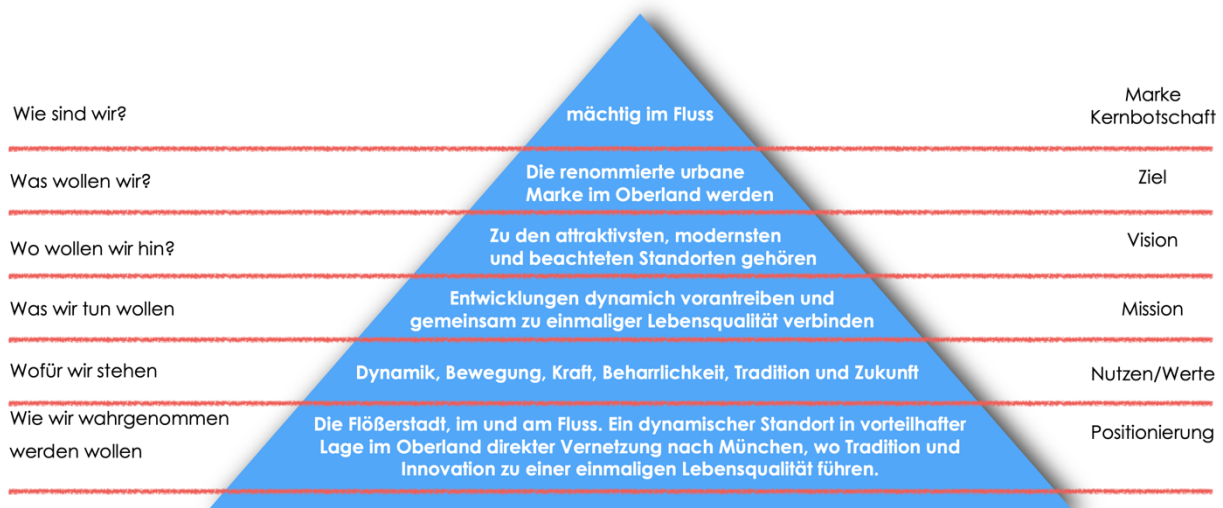 Wie sind wir?
mächtig im Fluss
Marke
Kernbotschaft
Was wollen wir?
Die renommierte urbane
Marke im Oberland werden
Ziel
Wo wollen wir hin?
Zu den attraktivsten, modernsten
und beachteten Standorten gehören
Vision
Was wir tun wollen
Entwicklungen dynamich vorantreiben und
gemeinsam zu einmaliger Lebensqualität verbinden
Mission
Wofür wir stehen
Dynamik, Bewegung, Kraft, Beharrlichkeit, Tradition und Zukunft
Nutzen/Werte
Wie wir wahrgenommen
werden wollen
Die Flößerstadt, im und am Fluss. Ein dynamischer Standort in vorteilhafter
Lage im Oberland direkter Vernetzung nach München, wo Tradition und
Innovation zu einer einmaligen Lebensqualität führen.
Positionierung